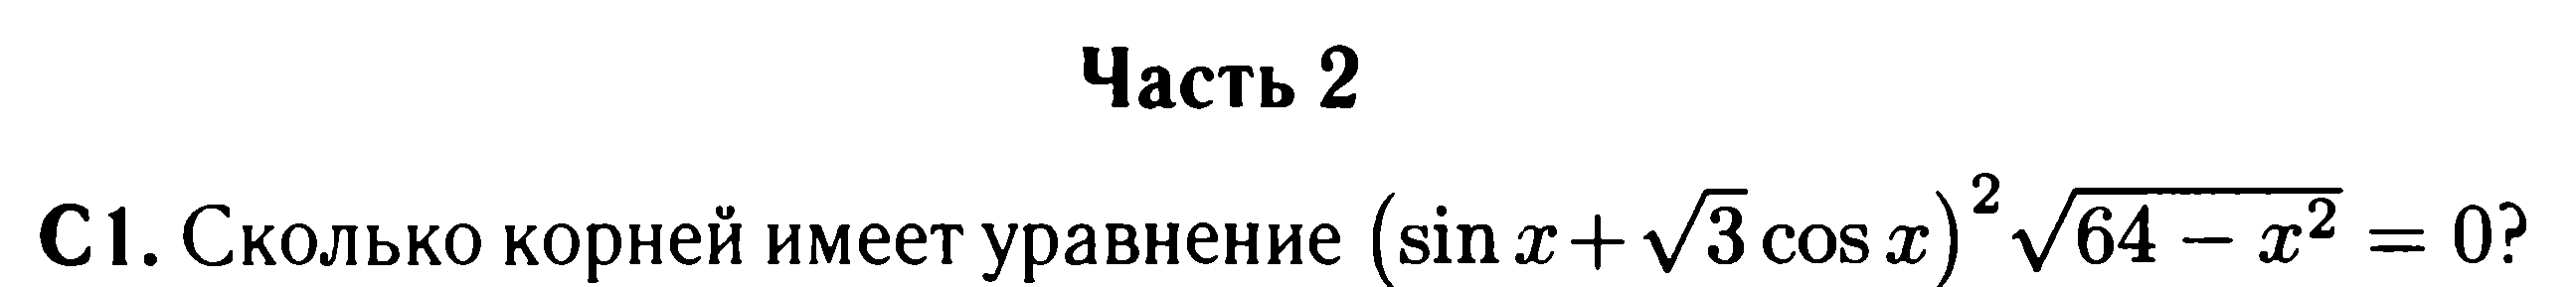 Часть 2
С1. Сколько корней имеет уравнение (sin x + √3 cos x)² √(64 − x²) = 0?